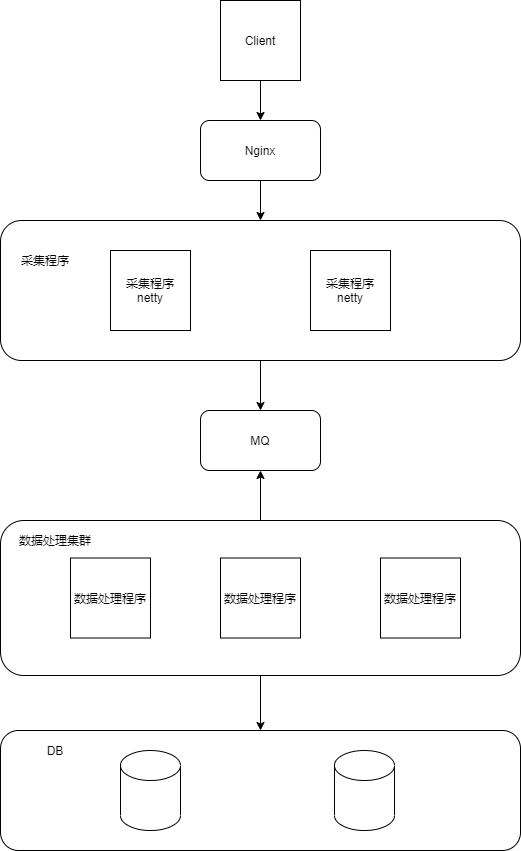 Client
Nginx
采集程序
采集程序
netty
采集程序
netty
MQ
数据处理集群
数据处理程序
数据处理程序
数据处理程序
DB